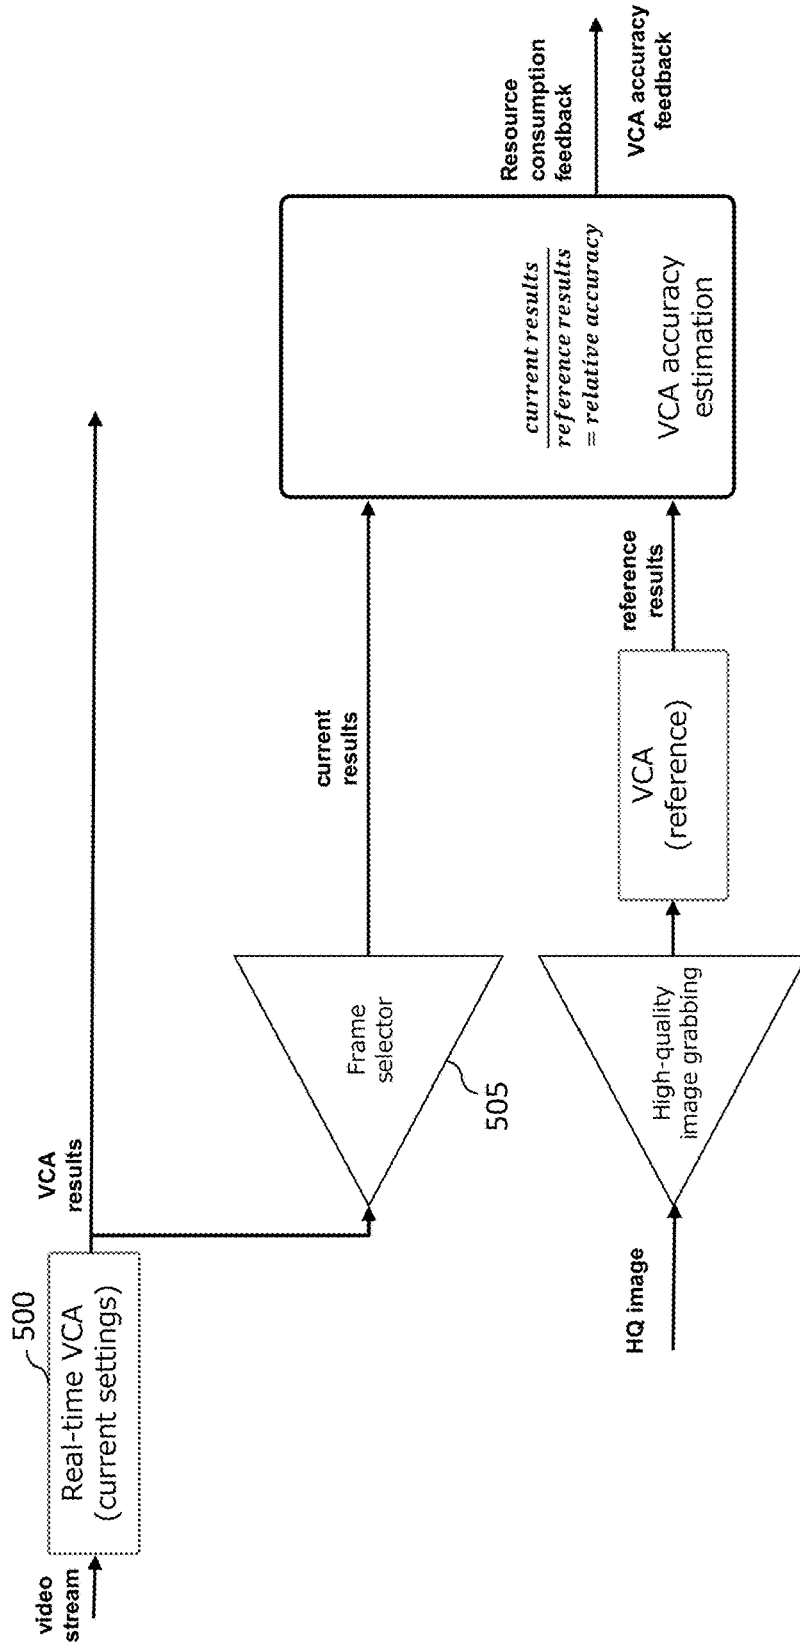 video
stream
500
Real-time VCA
(current settings)
VCA
results
Frame
selector
505
current
results
HQ image
High-quality
image grabbing
VCA
(reference)
reference
results
current results
reference results
= relative accuracy
VCA accuracy
estimation
Resource
consumption
feedback
VCA accuracy
feedback